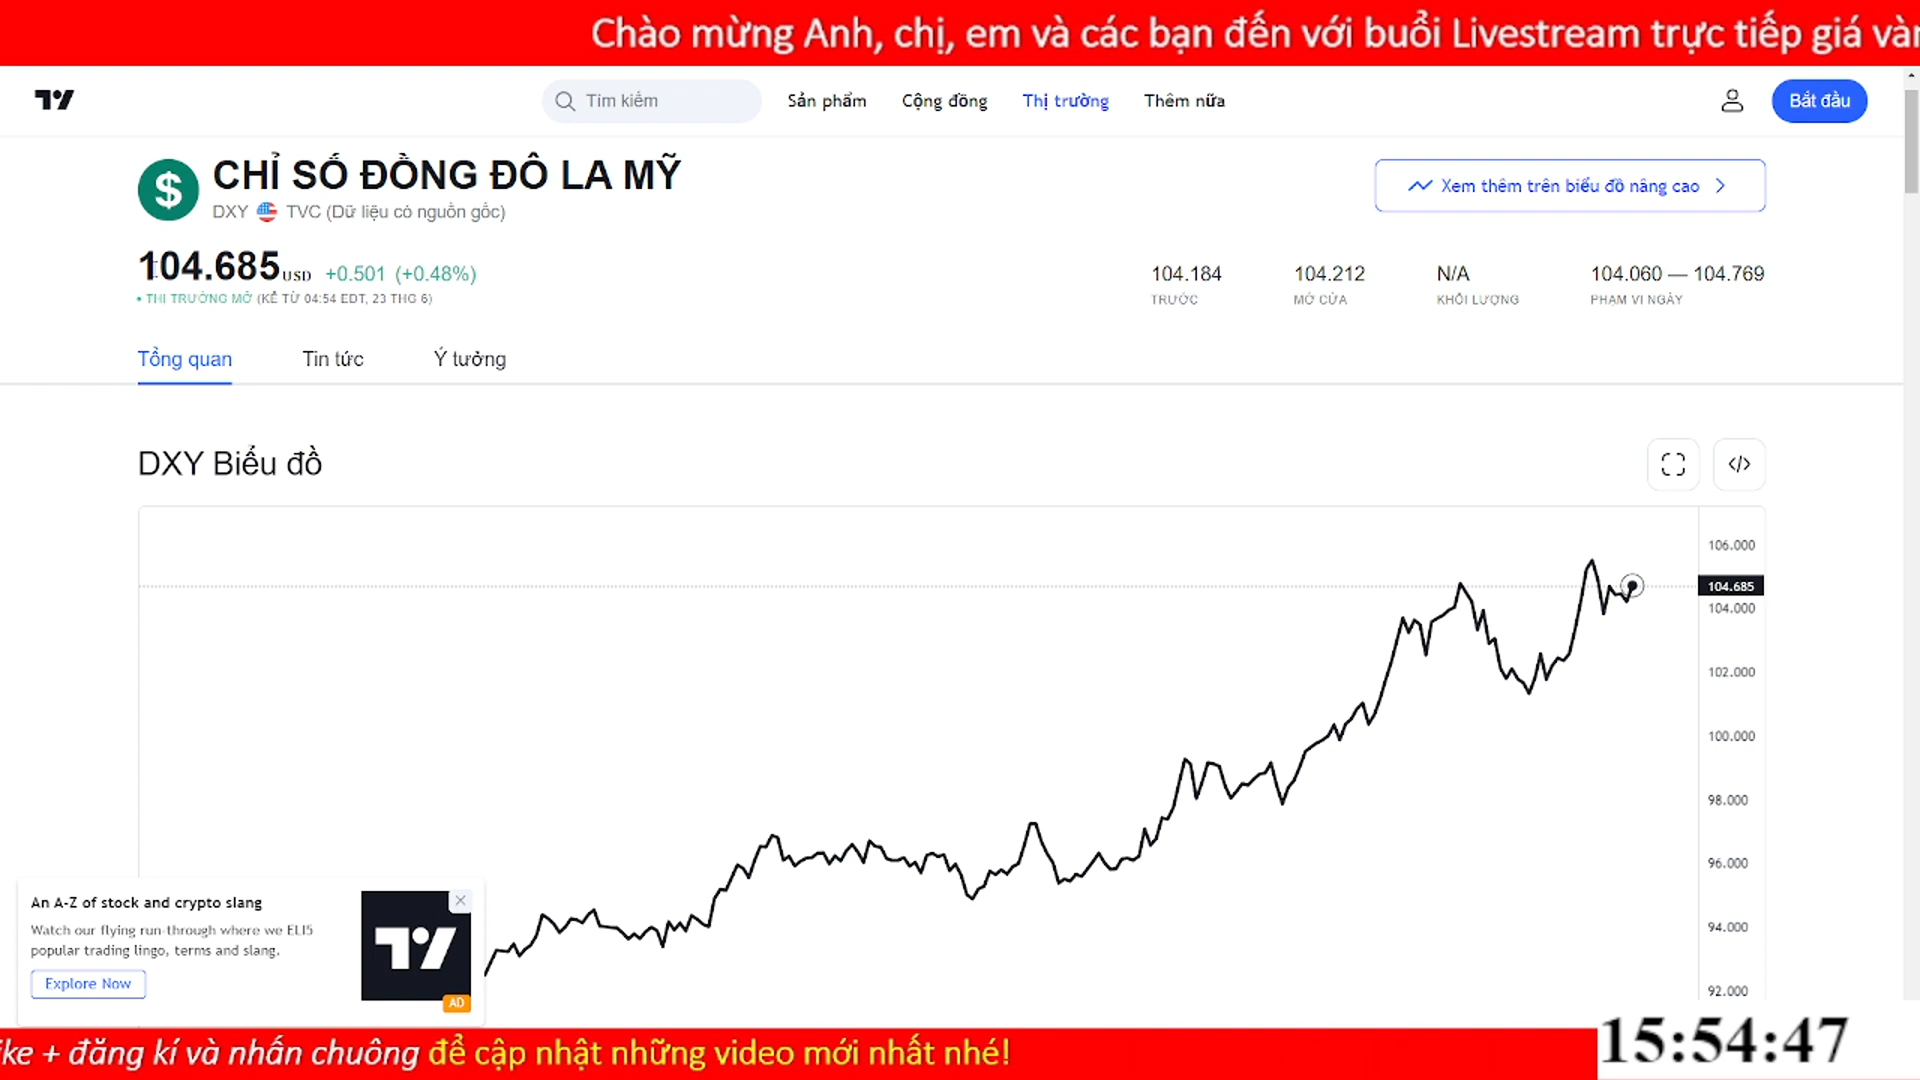 Chào mừng Anh, chị, em và các bạn đến với buổi Livestream trực tiếp giá
Tìm kiếm
Sản phẩm
Cộng đồng
Thị trường
Thêm nữa
Bắt đầu
CHỈ SỐ ĐỒNG ĐÔ LA MỸ
DXY TVC (Dữ liệu có nguồn gốc)
Xem thêm trên biểu đồ nâng cao
104.685 USD +0.501 (+0.48%)
• THỊ TRƯỜNG MỞ (KỂ TỪ 04:54 EDT, 23 THG 6)
104.184
TRƯỚC
104.212
MỞ CỬA
N/A
KHỐI LƯỢNG
104.060 — 104.769
PHẠM VI NGÀY
Tổng quan
Tin tức
Ý tưởng
DXY Biểu đồ
106.000
104.685
104.000
102.000
100.000
98.000
96.000
94.000
92.000
An A-Z of stock and crypto slang
Watch our flying run-through where we ELI5
popular trading lingo, terms and slang.
Explore Now
AD
+ đăng kí và nhấn chuông để cập nhật những video mới nhất nhé!
15:54:47